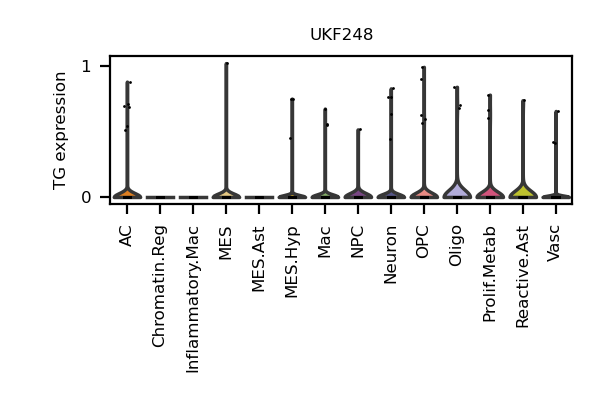 UKF248
TG expression
1
0
AC
Chromatin.Reg
Inflammatory.Mac
MES
MES.Ast
MES.Hyp
Mac
NPC
Neuron
OPC
Oligo
Prolif.Metab
Reactive.Ast
Vasc